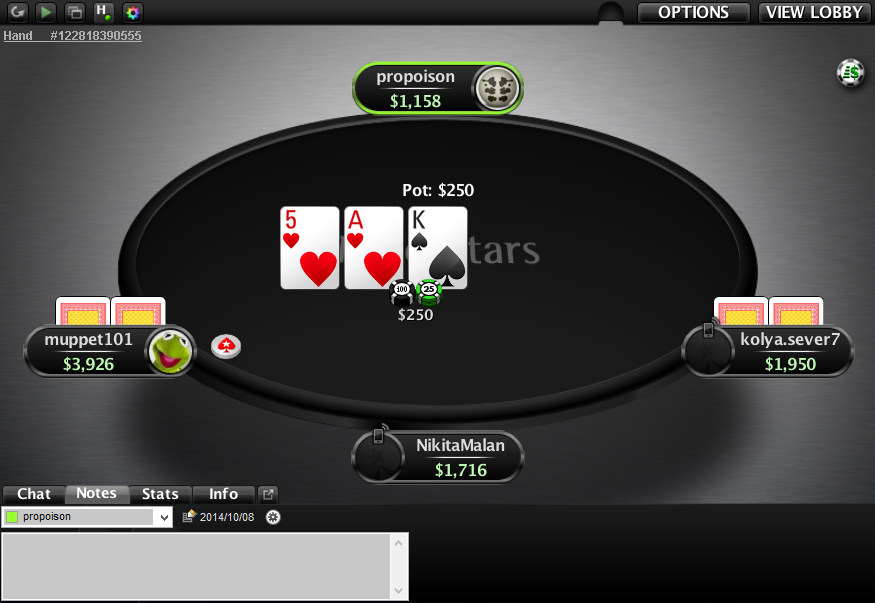 H
OPTIONS
VIEW LOBBY
Hand #122818390555
propoison
$1,158
Pot: $250
5
A
K
tars
100
25
$250
muppet101
$3,926
kolya.sever7
$1,950
NikitaMalan
$1,716
Chat
Notes
Stats
Info
propoison
2014/10/08